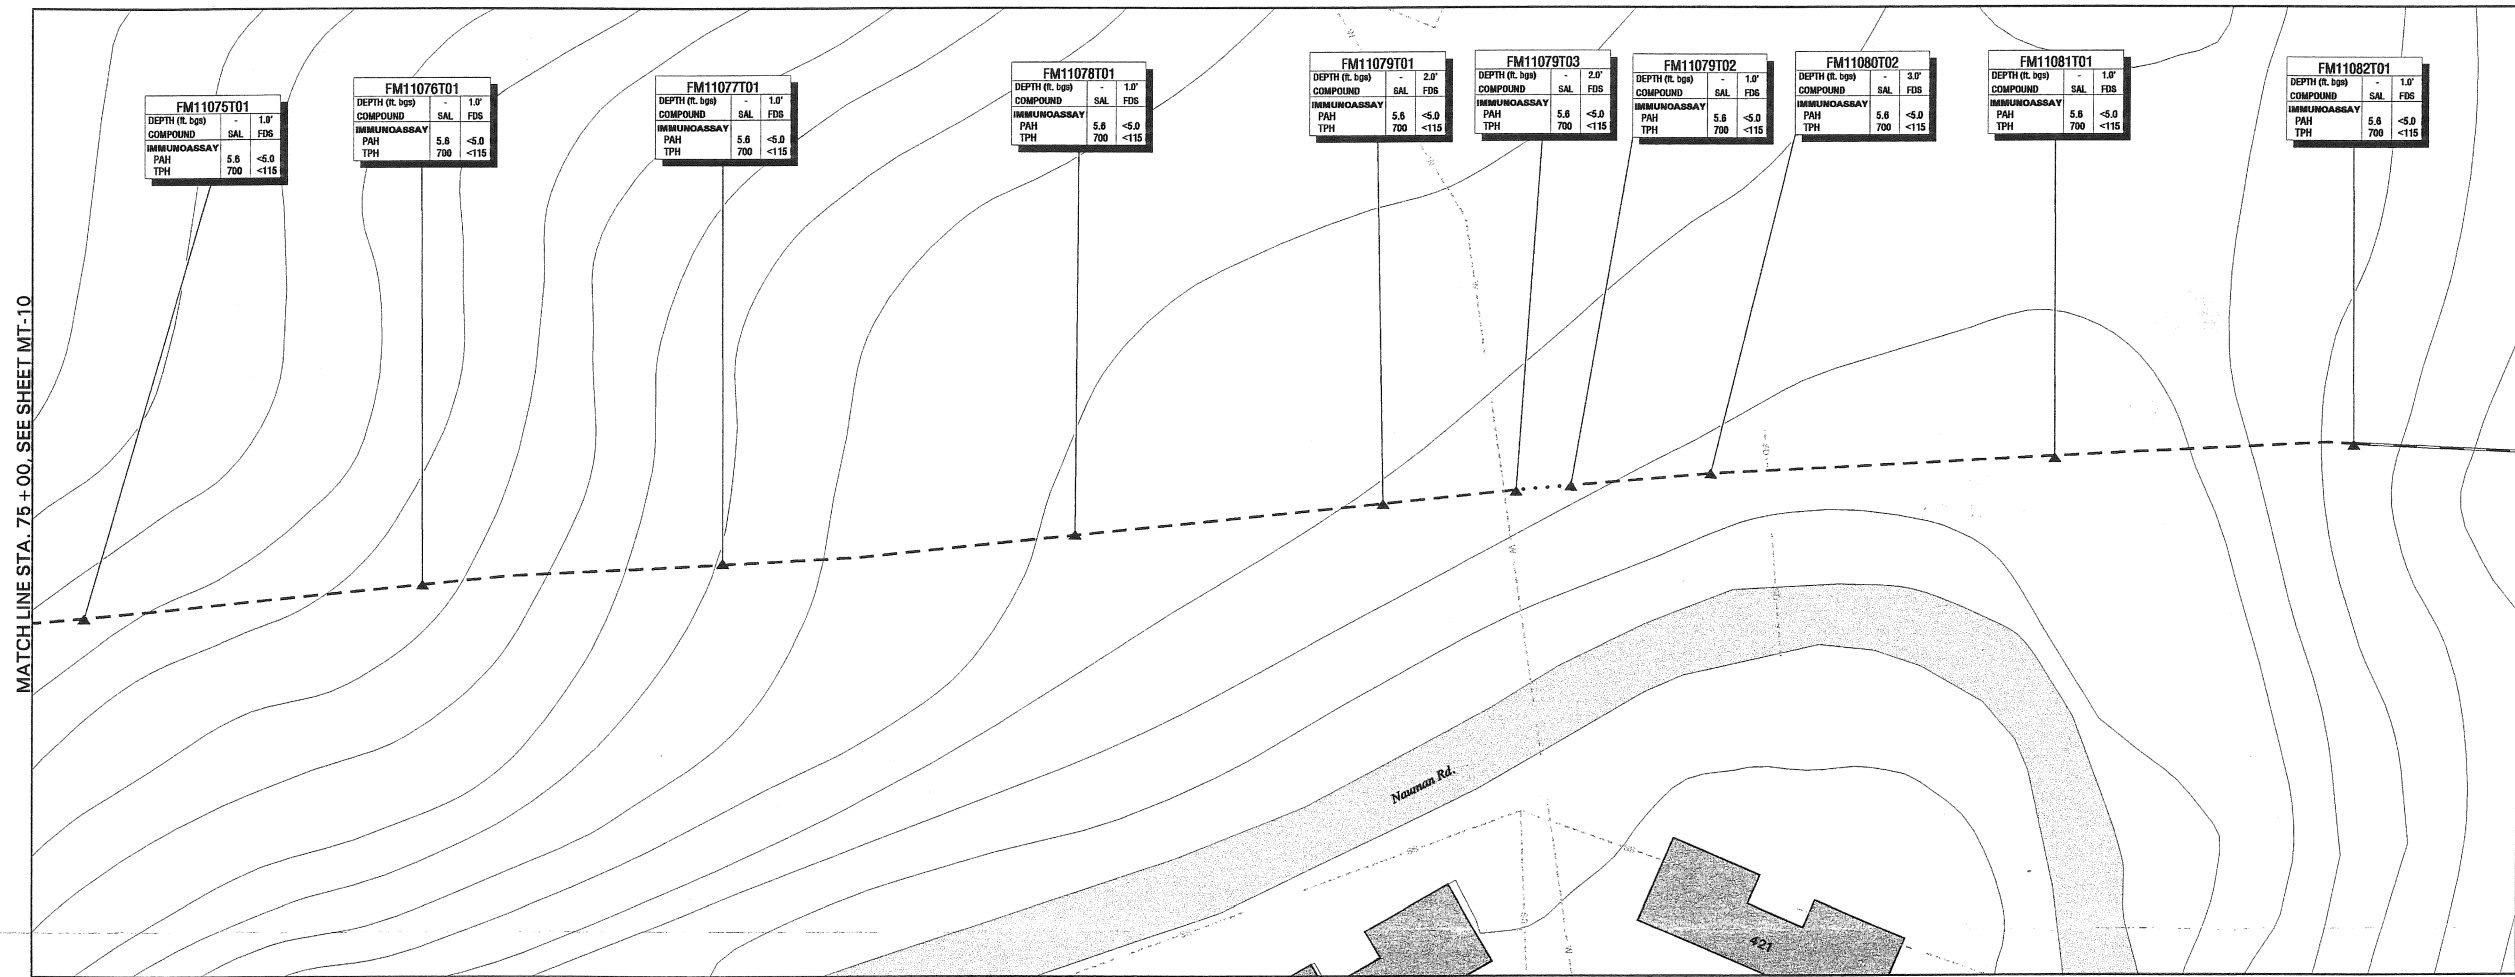 MATCH LINE STA. 75 + 00, SEE SHEET MT-10
FM11075T01
DEPTH (ft. bgs) - 1.0'
COMPOUND SAL FDS
IMMUNOASSAY
PAH 5.6 <5.0
TPH 700 <115
FM11076T01
DEPTH (ft. bgs) - 1.0'
COMPOUND SAL FDS
IMMUNOASSAY
PAH 5.6 <5.0
TPH 700 <115
FM11077T01
DEPTH (ft. bgs) - 1.0'
COMPOUND SAL FDS
IMMUNOASSAY
PAH 5.6 <5.0
TPH 700 <115
FM11078T01
DEPTH (ft. bgs) - 1.0'
COMPOUND SAL FDS
IMMUNOASSAY
PAH 5.6 <5.0
TPH 700 <115
FM11079T01
DEPTH (ft. bgs) - 2.0'
COMPOUND SAL FDS
IMMUNOASSAY
PAH 5.6 <5.0
TPH 700 <115
FM11079T03
DEPTH (ft. bgs) - 2.0'
COMPOUND SAL FDS
IMMUNOASSAY
PAH 5.6 <5.0
TPH 700 <115
FM11079T02
DEPTH (ft. bgs) - 1.0'
COMPOUND SAL FDS
IMMUNOASSAY
PAH 5.6 <5.0
TPH 700 <115
FM11080T02
DEPTH (ft. bgs) - 3.0'
COMPOUND SAL FDS
IMMUNOASSAY
PAH 5.6 <5.0
TPH 700 <115
FM11081T01
DEPTH (ft. bgs) - 1.0'
COMPOUND SAL FDS
IMMUNOASSAY
PAH 5.6 <5.0
TPH 700 <115
FM11082T01
DEPTH (ft. bgs) - 1.0'
COMPOUND SAL FDS
IMMUNOASSAY
PAH 5.6 <5.0
TPH 700 <115
Nauman Rd.
421